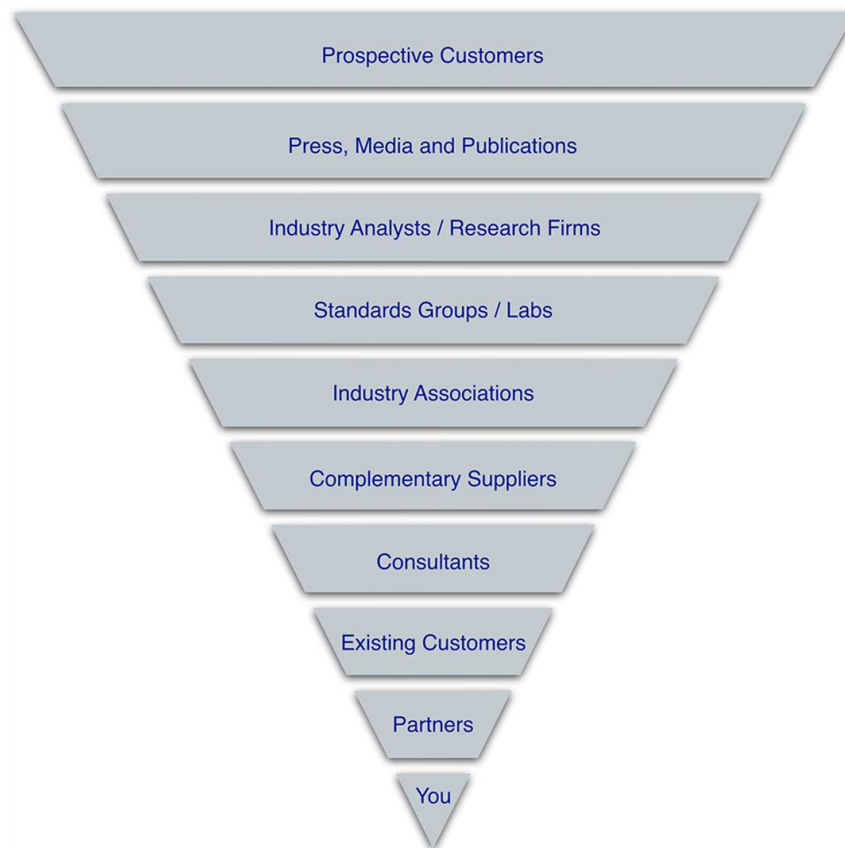 Prospective Customers
Press, Media and Publications
Industry Analysts / Research Firms
Standards Groups / Labs
Industry Associations
Complementary Suppliers
Consultants
Existing Customers
Partners
You